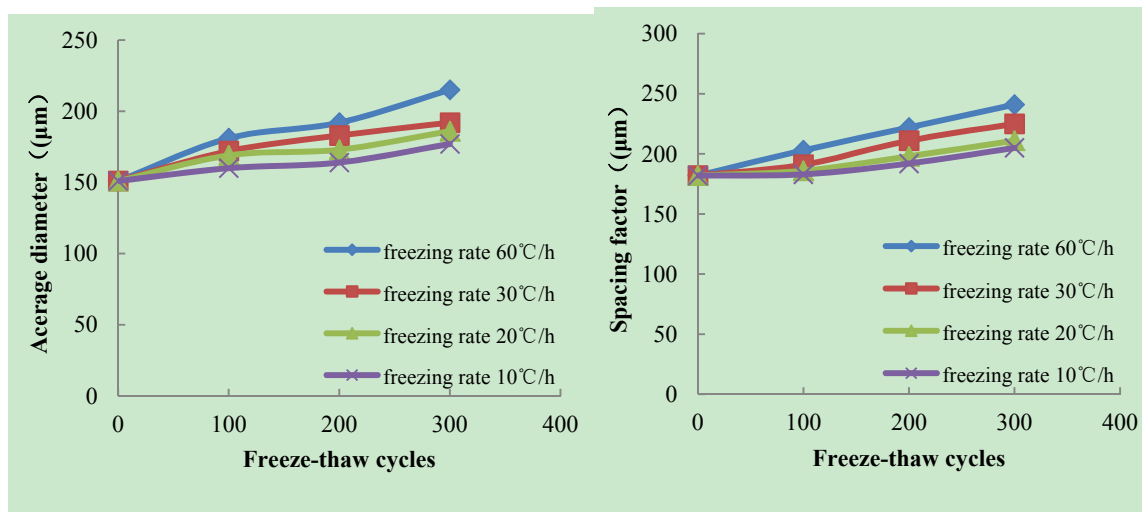 250
200
150
100
50
0
0
100
200
300
400
Acerage diameter（(μm）
Freeze-thaw cycles
freezing rate 60℃/h
freezing rate 30℃/h
freezing rate 20℃/h
freezing rate 10℃/h
300
250
200
150
100
50
0
0
100
200
300
400
Spacing factor（(μm）
Freeze-thaw cycles
freezing rate 60℃/h
freezing rate 30℃/h
freezing rate 20℃/h
freezing rate 10℃/h